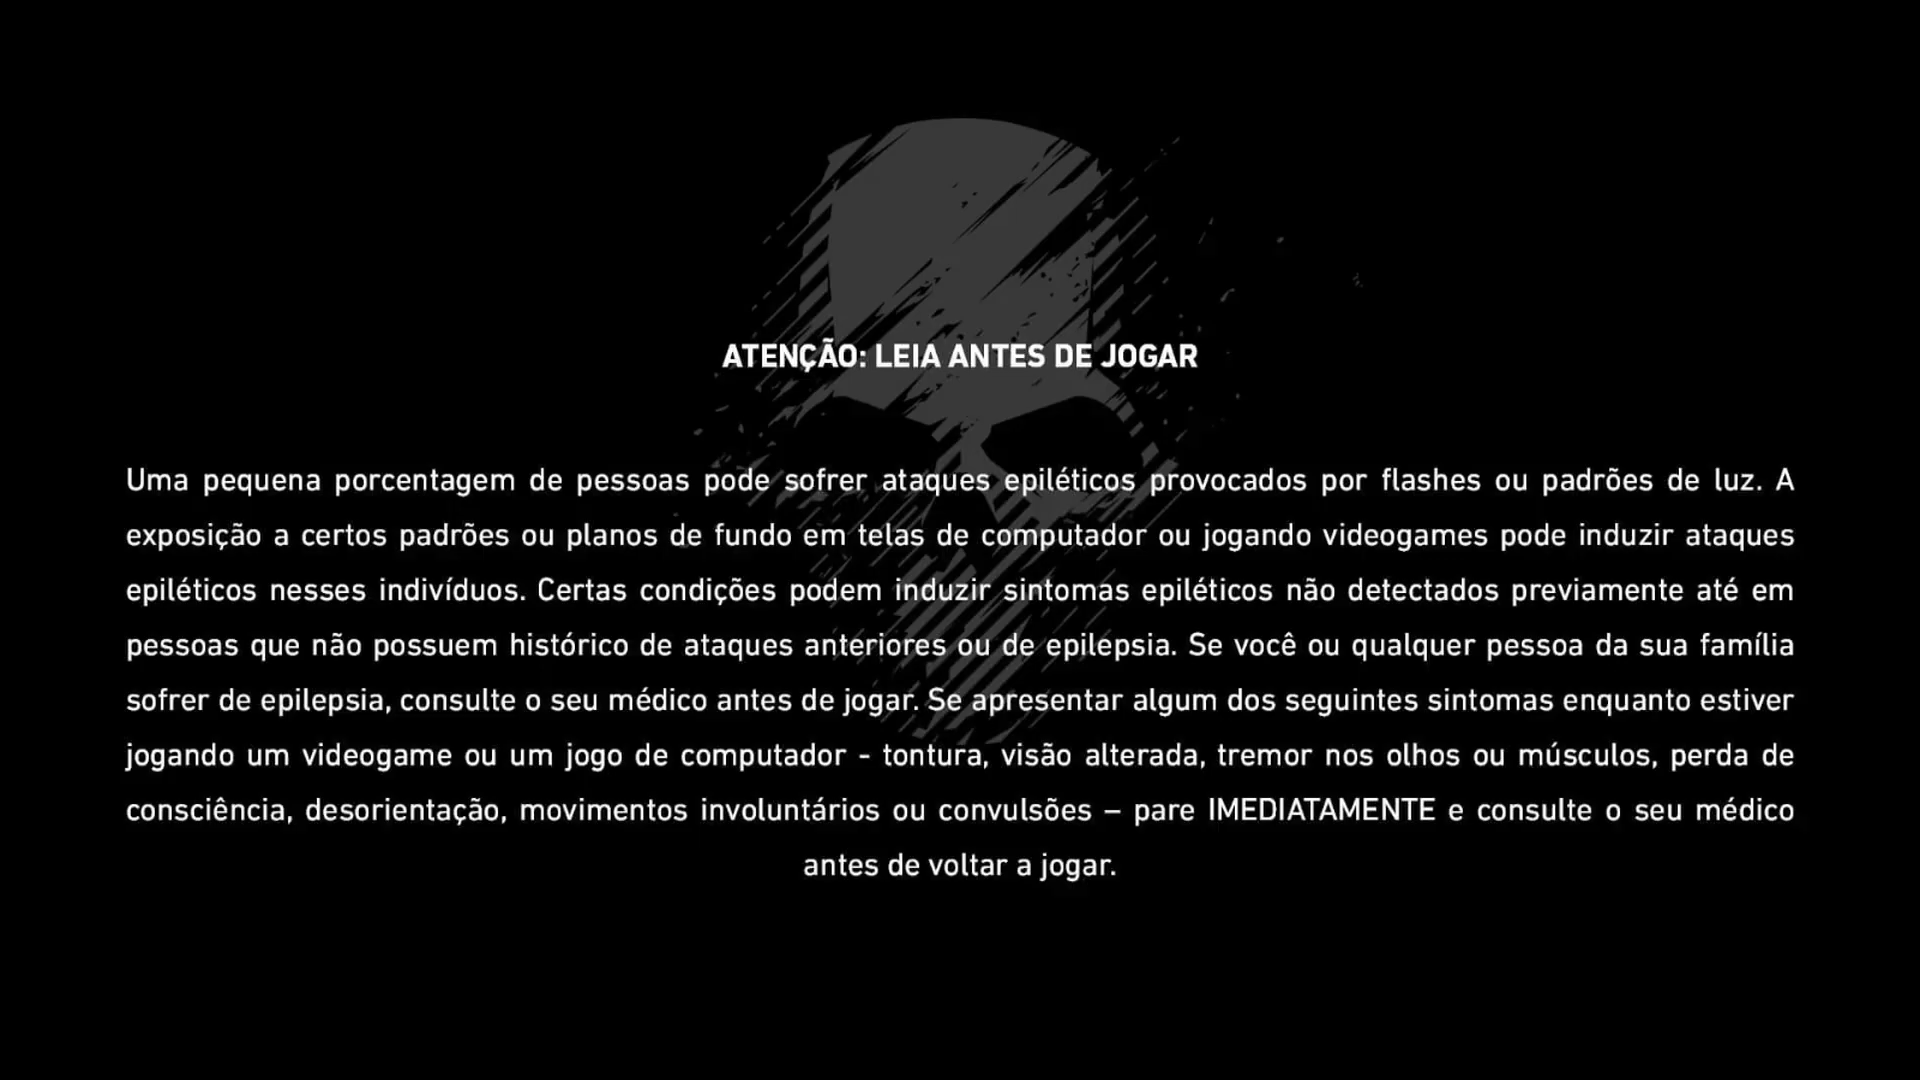 ATENÇÃO: LEIA ANTES DE JOGAR
Uma pequena porcentagem de pessoas pode sofrer ataques epiléticos provocados por flashes ou padrões de luz. A
exposição a certos padrões ou planos de fundo em telas de computador ou jogando videogames pode induzir ataques
epiléticos nesses indivíduos. Certas condições podem induzir sintomas epiléticos não detectados previamente até em
pessoas que não possuem histórico de ataques anteriores ou de epilepsia. Se você ou qualquer pessoa da sua família
sofrer de epilepsia, consulte o seu médico antes de jogar. Se apresentar algum dos seguintes sintomas enquanto estiver
jogando um videogame ou um jogo de computador - tontura, visão alterada, tremor nos olhos ou músculos, perda de
consciência, desorientação, movimentos involuntários ou convulsões – pare IMEDIATAMENTE e consulte o seu médico
antes de voltar a jogar.